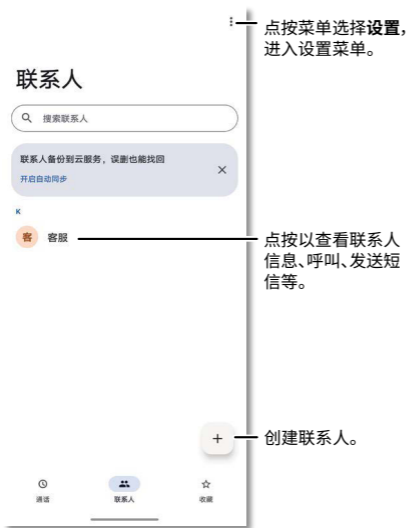 点按菜单选择设置，
进入设置菜单。
联系人
搜索联系人
联系人备份到云服务，误删也能找回
开启自动同步
K
客 客服
点按以查看联系人
信息、呼叫、发送短
信等。
创建联系人。
通话 联系人 收藏